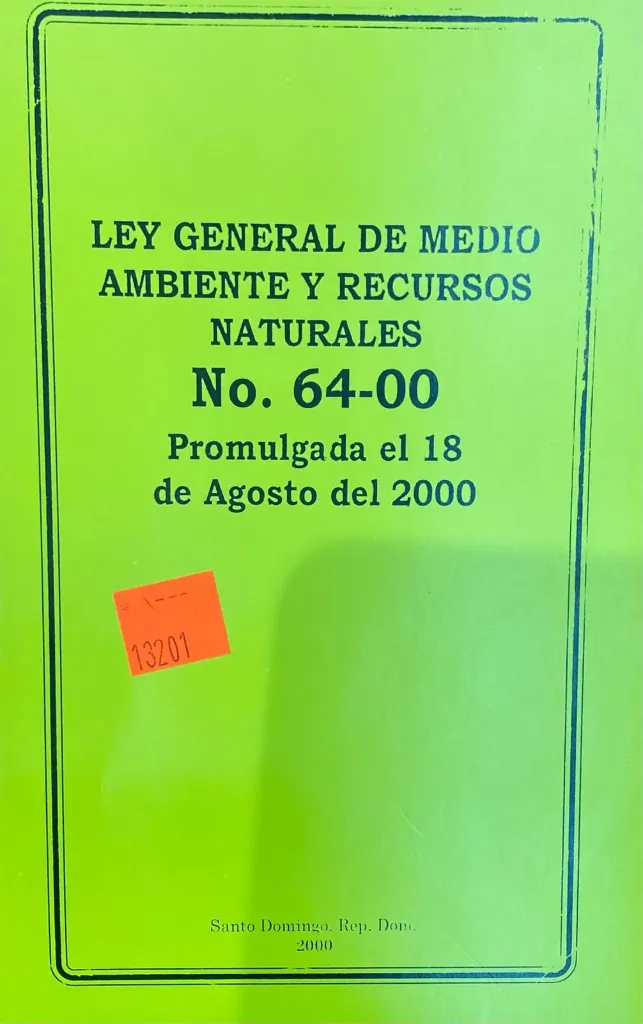 LEY GENERAL DE MEDIO
AMBIENTE Y RECURSOS
NATURALES
No. 64-00
Promulgada el 18
de Agosto del 2000
13201
Santo Domingo. Rep. Dom.
2000